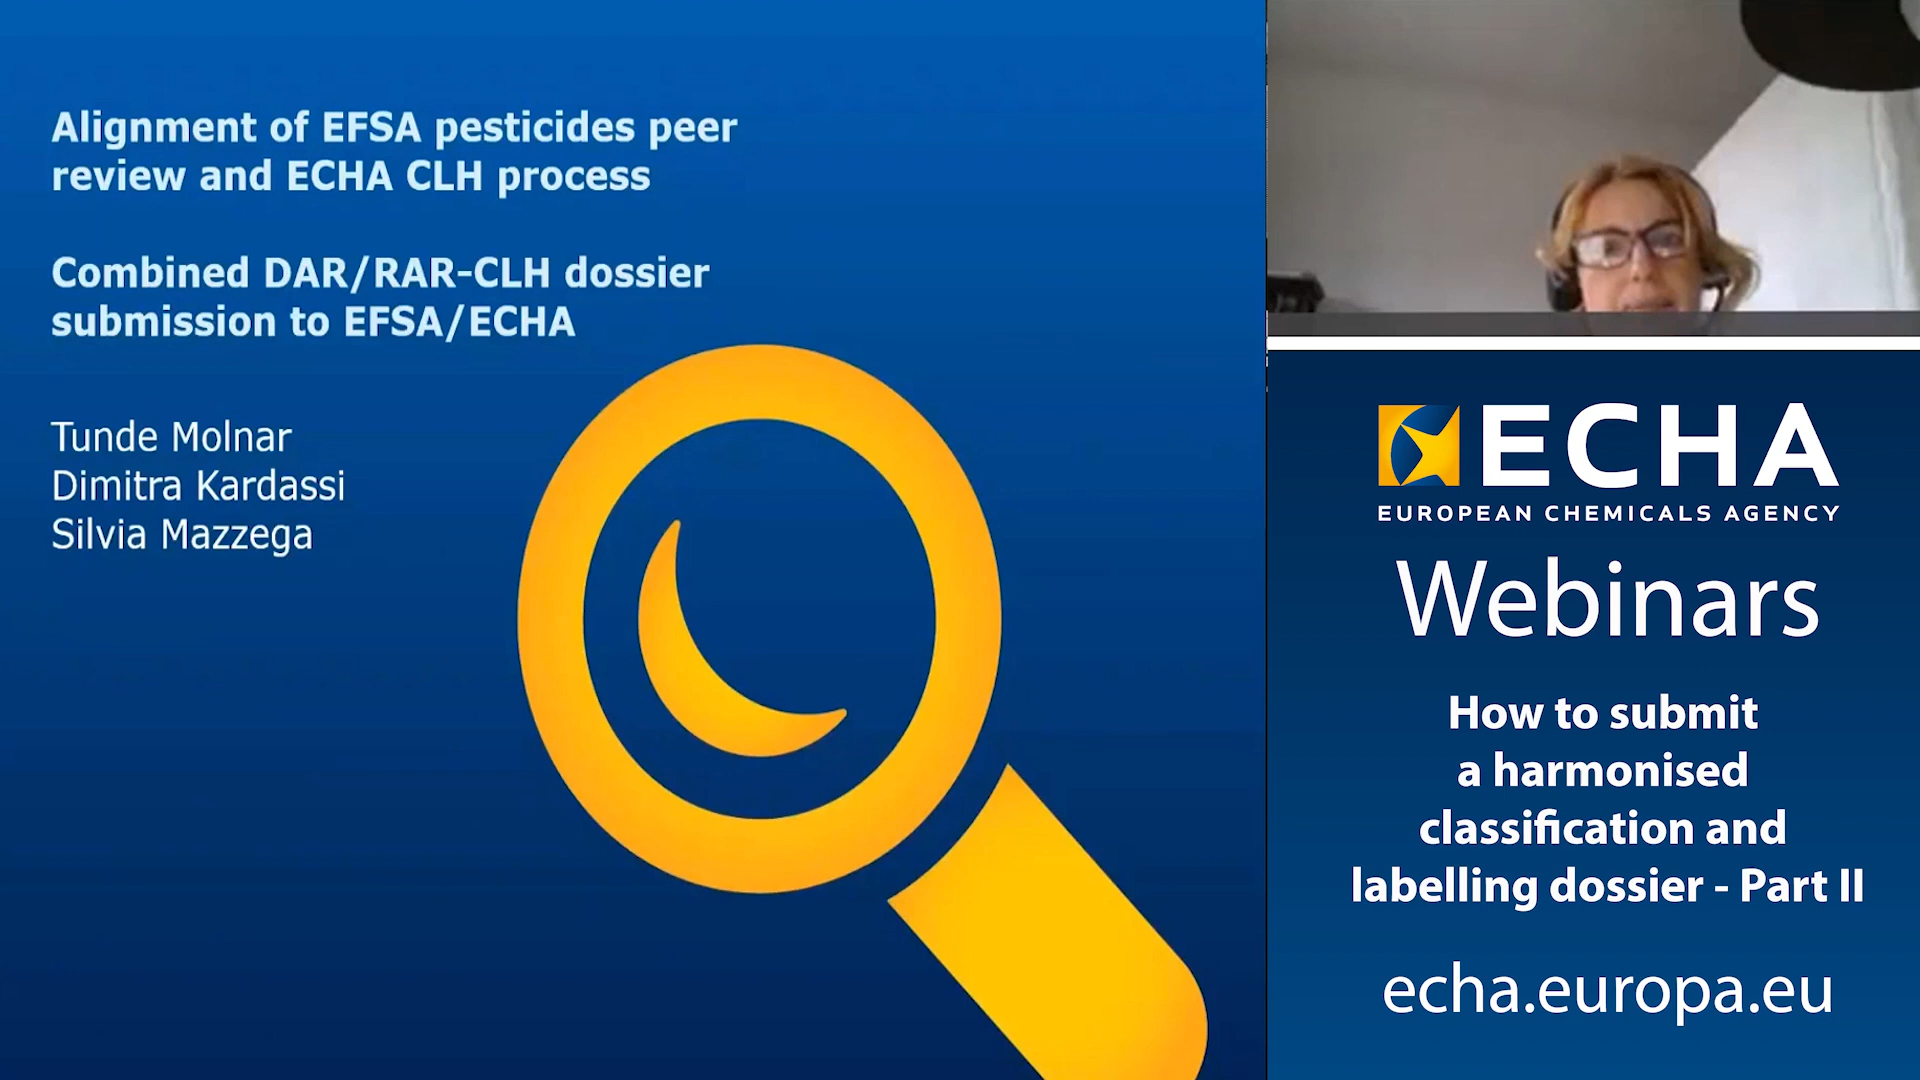 Alignment of EFSA pesticides peer
review and ECHA CLH process
Combined DAR/RAR-CLH dossier
submission to EFSA/ECHA
Tunde Molnar
Dimitra Kardassi
Silvia Mazzega
ECHA
EUROPEAN CHEMICALS AGENCY
Webinars
How to submit
a harmonised
classification and
labelling dossier - Part II
echa.europa.eu